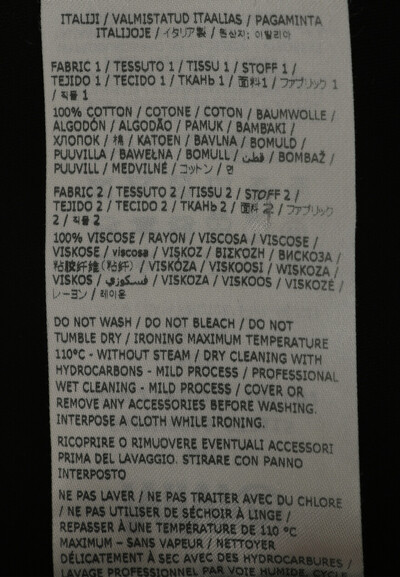 ITALIJI / VALMISTATUD ITAALIAS / PAGAMINTA
ITALIJOJE / イタリア製 / 원산지: 이탈리아
FABRIC 1 / TESSUTO 1 / TISSU 1 / STOFF 1 /
TEJIDO 1 / TECIDO 1 / ТКАНЬ 1 / 面料1 / ファブリック 1
/ 직물 1
100% COTTON / COTONE / COTON / BAUMWOLLE /
ALGODÓN / ALGODÃO / PAMUK / ΒΑΜΒΑΚΙ /
ХЛОПОК / 棉 / KATOEN / BAVLNA / BOMULD /
PUUVILLA / BAWEŁNA / BOMULL / قطن / BOMBAŽ /
PUUVILL / MEDVILNĖ / コットン / 면
FABRIC 2 / TESSUTO 2 / TISSU 2 / STOFF 2 /
TEJIDO 2 / TECIDO 2 / ТКАНЬ 2 / 面料 2 / ファブリック
2 / 직물 2
100% VISCOSE / RAYON / VISCOSA / VISCOSE /
VISKOSE / viscosa / VISKOZ / ΒΙΣΚΟΖΗ / ВИСКОЗА /
粘胶纤维(粘纤) / VISKÓZA / VISKOOSI / WISKOZA /
VISKOS / فسكوزي / VISKOZA / VISKOOS / VISKOZĖ /
レーヨン / 레이온
DO NOT WASH / DO NOT BLEACH / DO NOT
TUMBLE DRY / IRONING MAXIMUM TEMPERATURE
110°C - WITHOUT STEAM / DRY CLEANING WITH
HYDROCARBONS - MILD PROCESS / PROFESSIONAL
WET CLEANING - MILD PROCESS / COVER OR
REMOVE ANY ACCESSORIES BEFORE WASHING.
INTERPOSE A CLOTH WHILE IRONING.
RICOPRIRE O RIMUOVERE EVENTUALI ACCESSORI
PRIMA DEL LAVAGGIO. STIRARE CON PANNO
INTERPOSTO
NE PAS LAVER / NE PAS TRAITER AVEC DU CHLORE
/ NE PAS UTILISER DE SÉCHOIR À LINGE /
REPASSER À UNE TEMPÉRATURE DE 110 °C
MAXIMUM – SANS VAPEUR / NETTOYER
DÉLICATEMENT À SEC AVEC DES HYDROCARBURES /
LAVAGE PROFESSIONNEL PAR VOIE HUMIDE, CYCLE